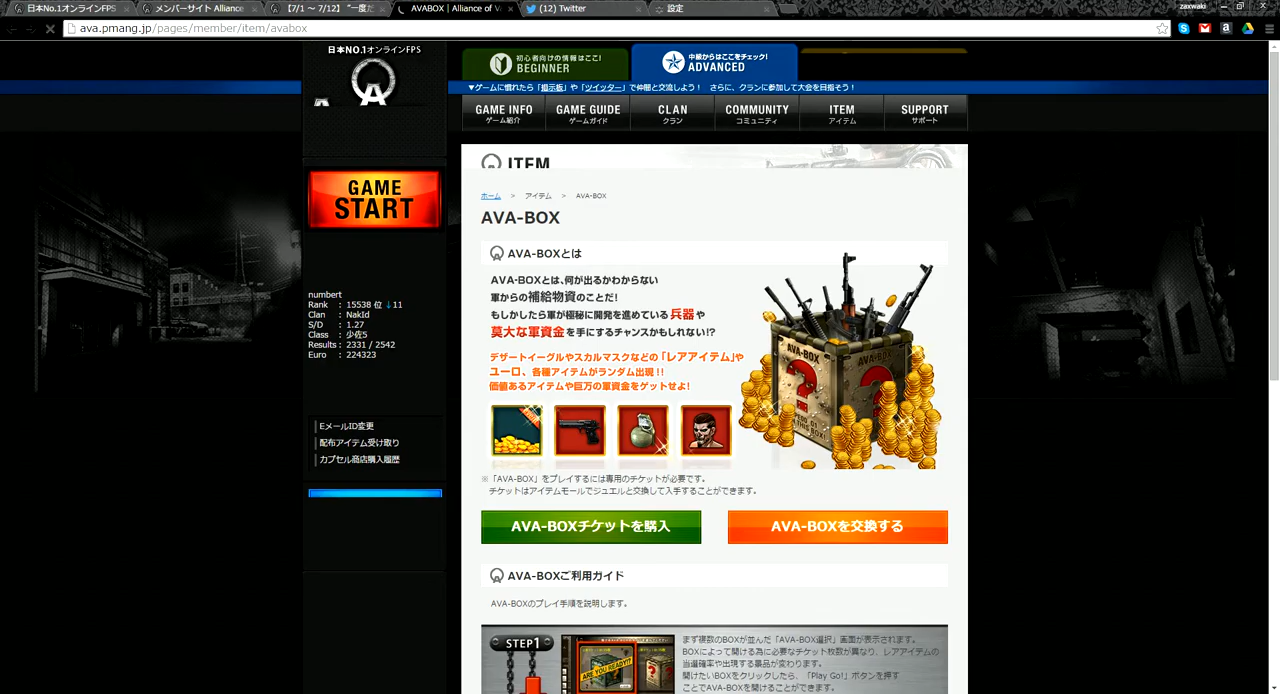 日本No.1オンラインFPS
メンバーサイト Alliance
【7/1 ～ 7/12】 "一度だ
AVABOX | Alliance of Va
(12) Twitter
設定
zaxwaki
ava.pmang.jp/pages/member/item/avabox
日本NO.1オンラインFPS
初心者向けの情報はここ!
BEGINNER
中級からはここをチェック!
ADVANCED
▼ゲームに慣れたら「掲示板」や「ツイッター」で仲間と交流しよう！ さらに、クランに参加して大会を目指そう！
GAME INFO
ゲーム紹介
GAME GUIDE
ゲームガイド
CLAN
クラン
COMMUNITY
コミュニティ
ITEM
アイテム
SUPPORT
サポート
GAME
START
numbert
Rank : 15538 位 ↓11
Clan : NakId
S/D : 1.27
Class : 少佐5
Results : 2331 / 2542
Euro : 224323
EメールID変更
配布アイテム受け取り
カプセル商店購入履歴
ITEM
ホーム > アイテム > AVA-BOX
AVA-BOX
AVA-BOXとは
AVA-BOXとは、何が出るかわからない
軍からの補給物資のことだ!
もしかしたら軍が極秘に開発を進めている兵器や
莫大な軍資金を手にするチャンスかもしれない!?
デザートイーグルやスカルマスクなどの「レアアイテム」や
ユーロ、各種アイテムがランダム出現!!
価値あるアイテムや巨万の軍資金をゲットせよ!
AVA-BOX
AVA-BOX
※「AVA-BOX」をプレイするには専用のチケットが必要です。
チケットはアイテムモールでジュエルと交換して入手することができます。
AVA-BOXチケットを購入
AVA-BOXを交換する
AVA-BOXご利用ガイド
AVA-BOXのプレイ手順を説明します。
STEP1
ARE YOU READY?
まず複数のBOXが並んだ「AVA-BOX選択」画面が表示されます。
BOXによって開ける為に必要なチケット枚数が異なり、レアアイテムの
当選確率や出現する景品が変わります。
開けたいBOXをクリックしたら、「Play Go!」ボタンを押す
ことでAVA-BOXを開けることができます。